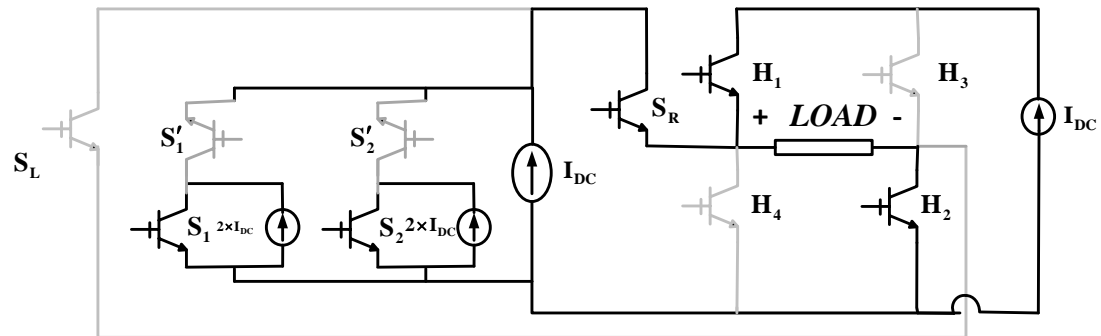 S_L
S'_1
S'_2
S_1 2×I_DC
S_2 2×I_DC
I_DC
S_R
H_1
H_3
+ LOAD -
I_DC
H_4
H_2